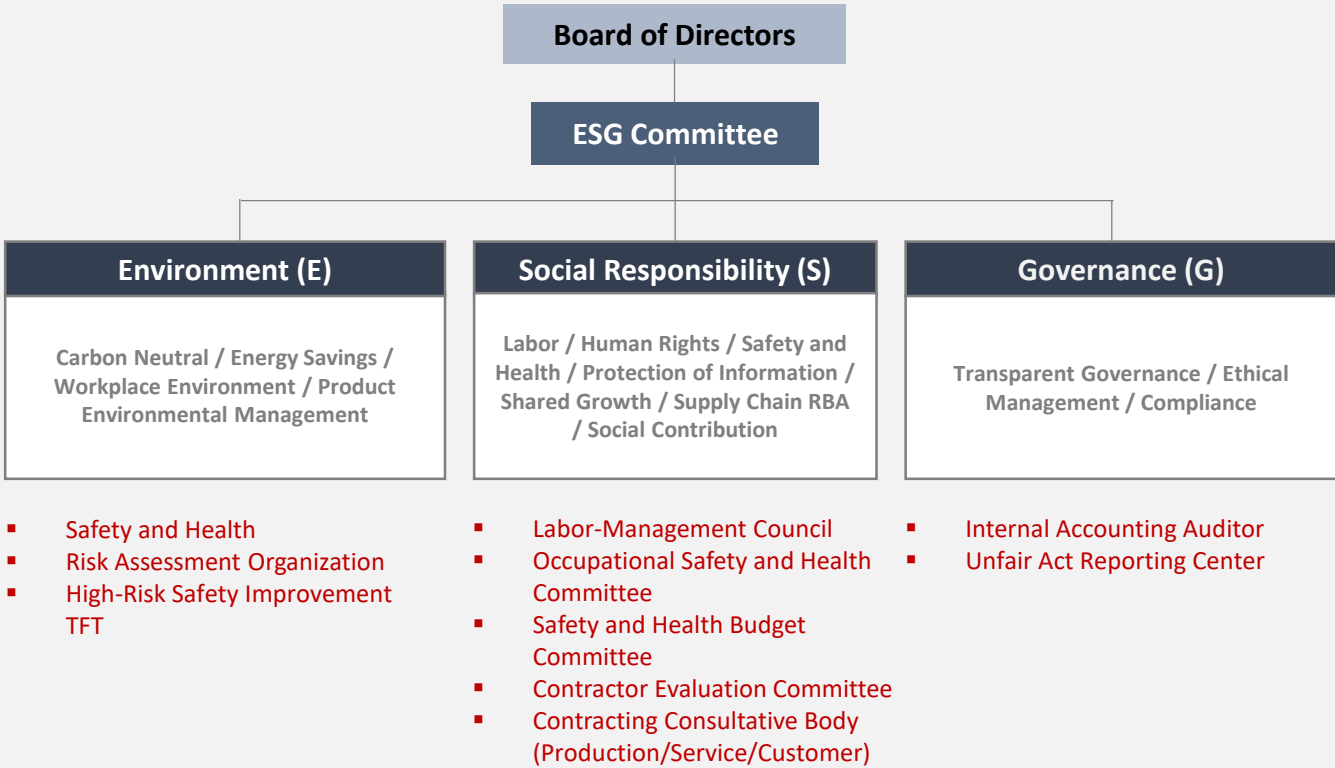 Board of Directors
ESG Committee
Environment (E)
Carbon Neutral / Energy Savings /
Workplace Environment / Product
Environmental Management
▪ Safety and Health
▪ Risk Assessment Organization
▪ High-Risk Safety Improvement
TFT
Social Responsibility (S)
Labor / Human Rights / Safety and
Health / Protection of Information /
Shared Growth / Supply Chain RBA
/ Social Contribution
▪ Labor-Management Council
▪ Occupational Safety and Health
Committee
▪ Safety and Health Budget
Committee
▪ Contractor Evaluation Committee
▪ Contracting Consultative Body
(Production/Service/Customer)
Governance (G)
Transparent Governance / Ethical
Management / Compliance
▪ Internal Accounting Auditor
▪ Unfair Act Reporting Center